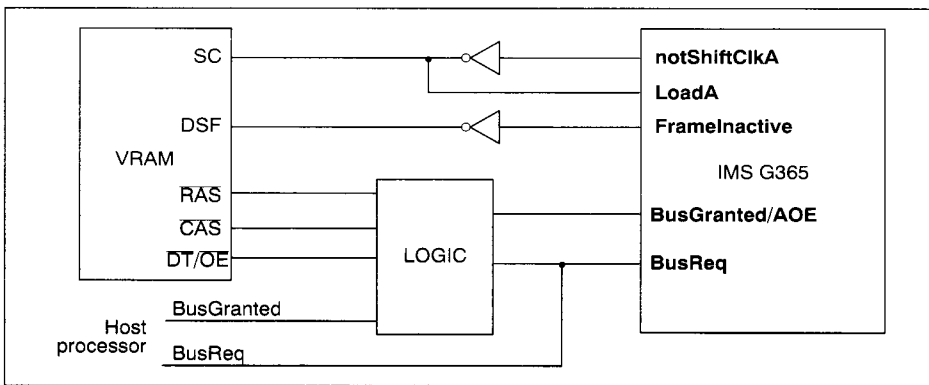 SC
notShiftClkA
LoadA
DSF
FrameInactive
VRAM
IMS G365
RAS
BusGranted/AOE
CAS
LOGIC
DT/OE
BusReq
BusGranted
Host
processor
BusReq